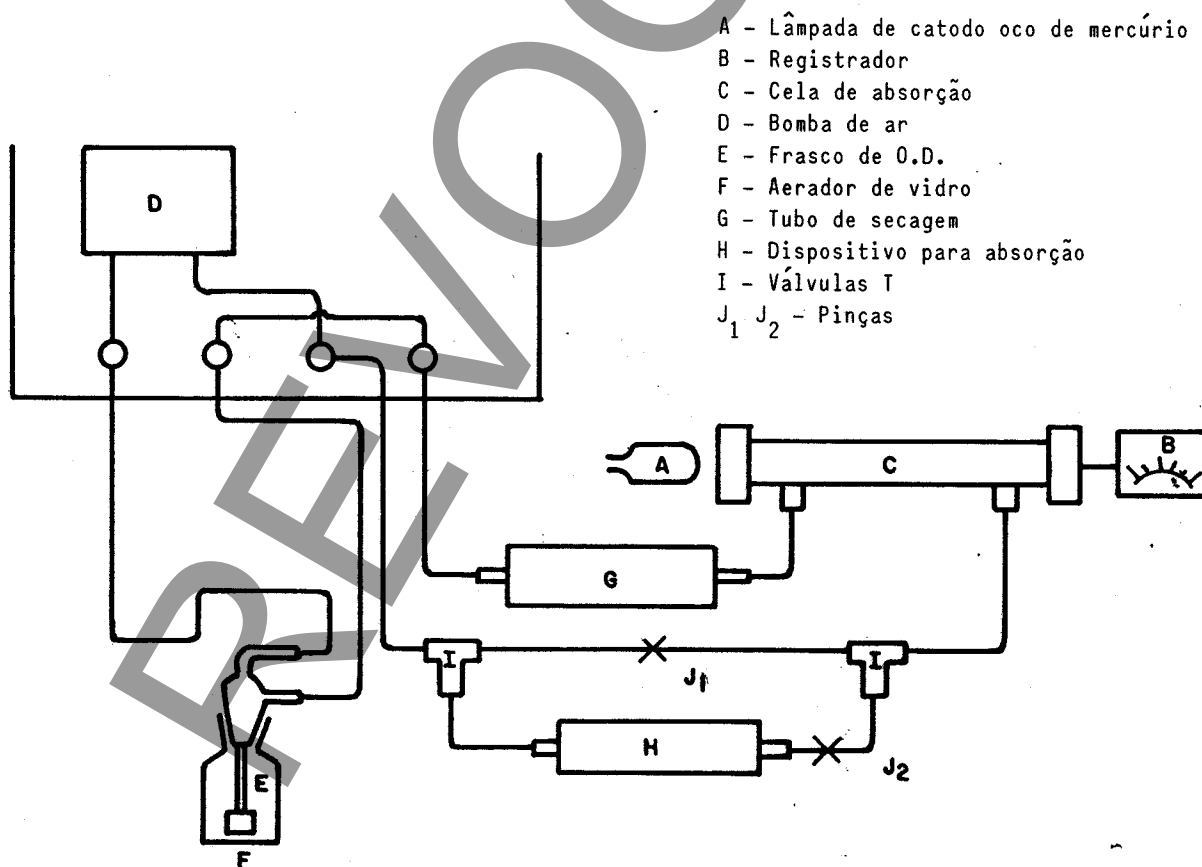 A - Lâmpada de catodo oco de mercúrio
B - Registrador
C - Cela de absorção
D - Bomba de ar
E - Frasco de O.D.
F - Aerador de vidro
G - Tubo de secagem
H - Dispositivo para absorção
I - Válvulas T
J1 J2 - Pinças
D
A
C
B
G
I
J1
I
H
J2
E
F
REVO